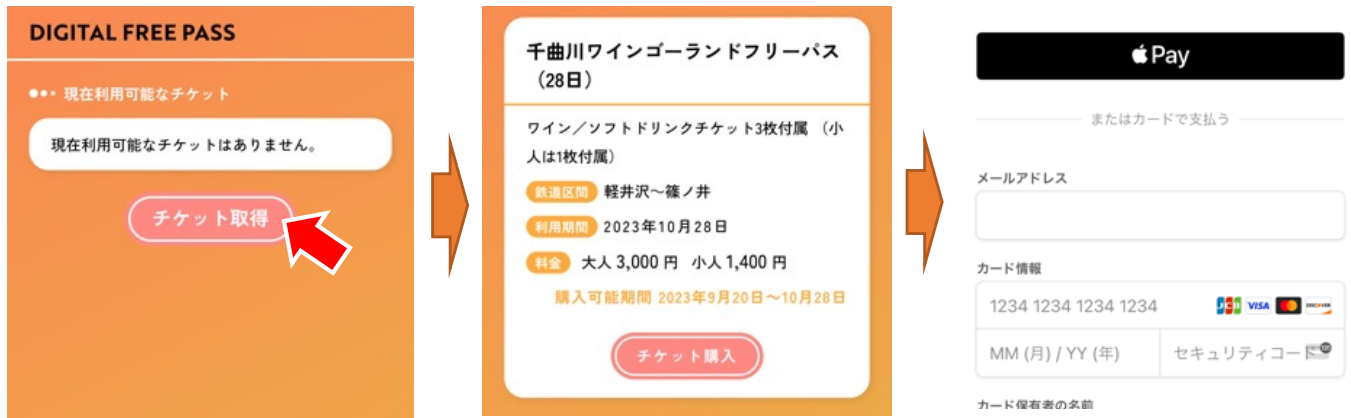 DIGITAL FREE PASS
現在利用可能なチケット
現在利用可能なチケットはありません。
チケット取得
千曲川ワインゴーランドフリーパス
（28日）
ワイン／ソフトドリンクチケット3枚付属 （小
人は1枚付属）
鉄道区間 軽井沢～篠ノ井
利用期間 2023年10月28日
料金 大人 3,000 円 小人 1,400 円
購入可能期間 2023年9月20日～10月28日
チケット購入
Pay
またはカードで支払う
メールアドレス
カード情報
1234 1234 1234 1234 JCB VISA DISCOVER
MM (月) / YY (年) セキュリティコー
カード保有者の名前